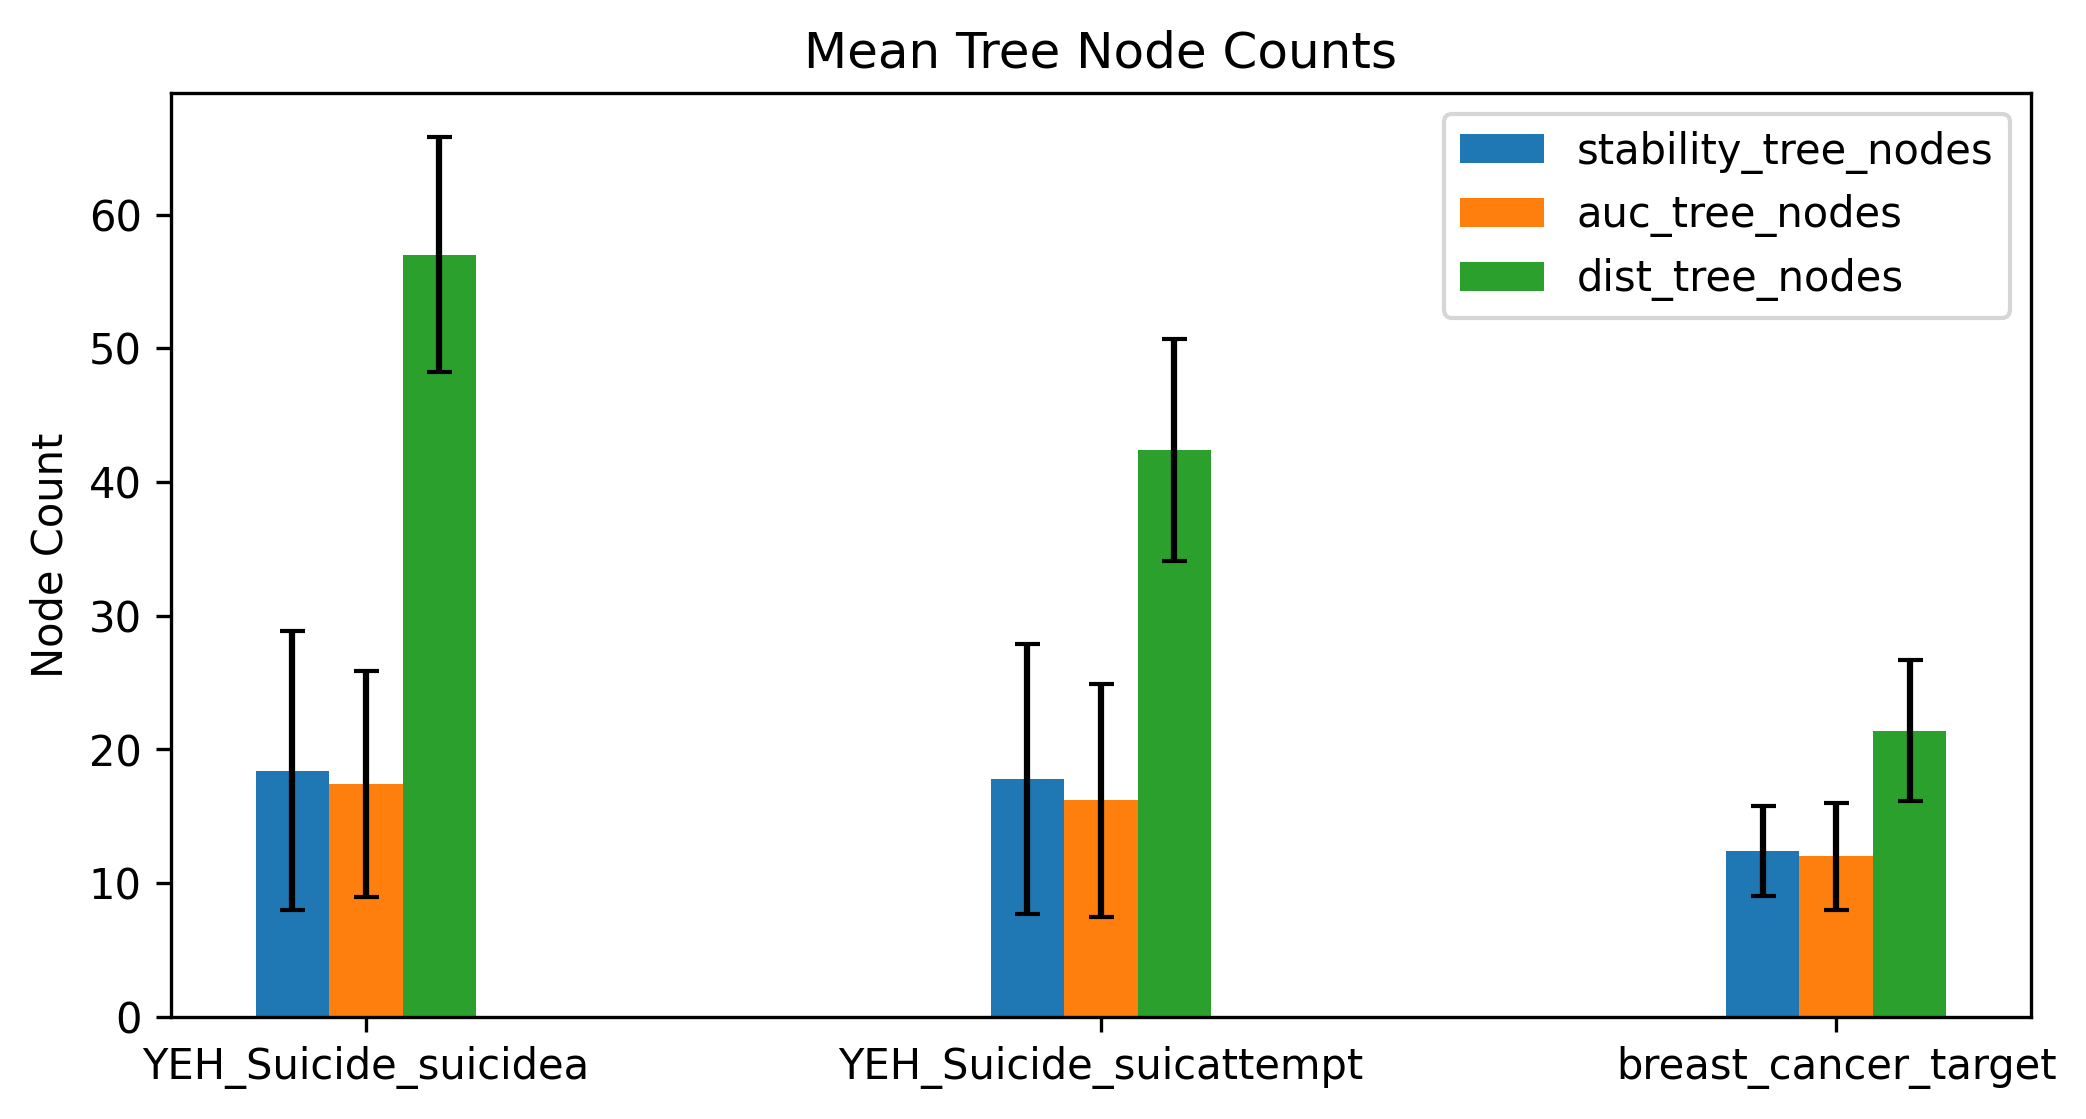 Mean Tree Node Counts
stability_tree_nodes
auc_tree_nodes
dist_tree_nodes
Node Count
60
50
40
30
20
10
0
YEH_Suicide_suicidea
YEH_Suicide_suicattempt
breast_cancer_target